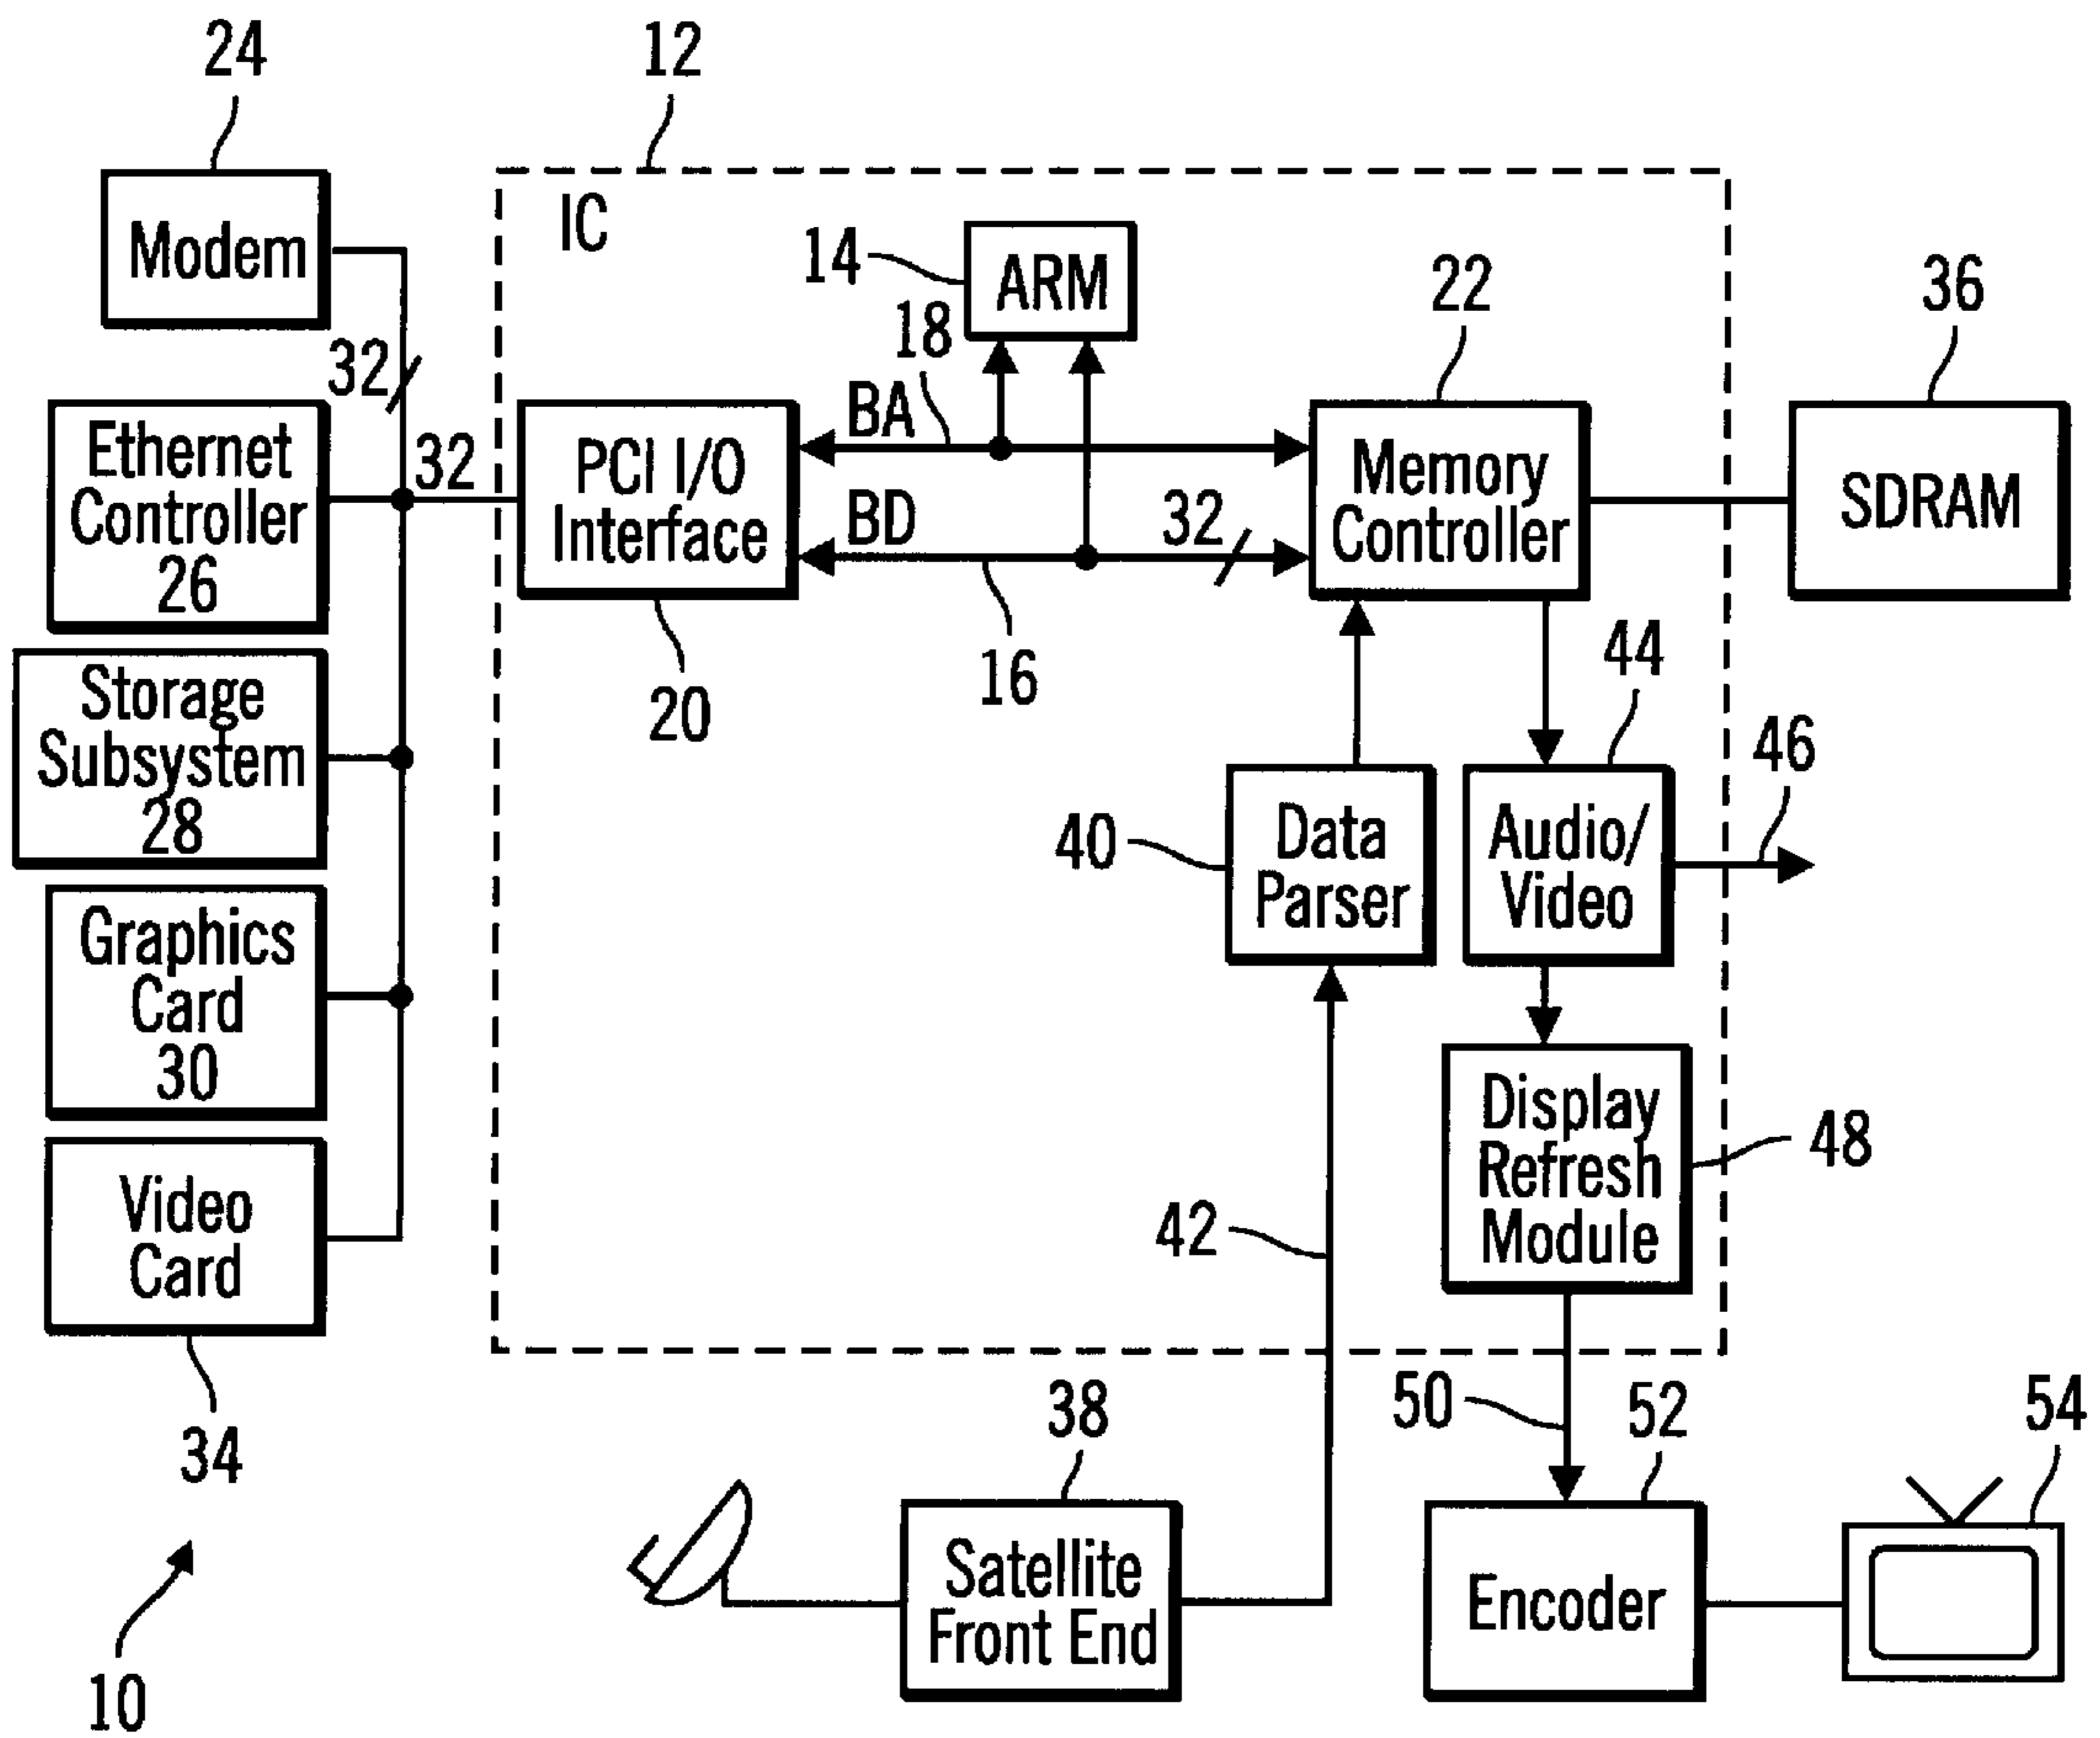 24
12
Modem
IC
14
ARM
18
22
36
32
Ethernet
Controller
26
32
PCI I/O
Interface
BA
BD
32
Memory
Controller
SDRAM
16
20
44
46
Storage
Subsystem
28
40
Data
Parser
Audio/
Video
Graphics
Card
30
Display
Refresh
Module
48
Video
Card
42
34
38
50
52
54
Satellite
Front End
Encoder
10